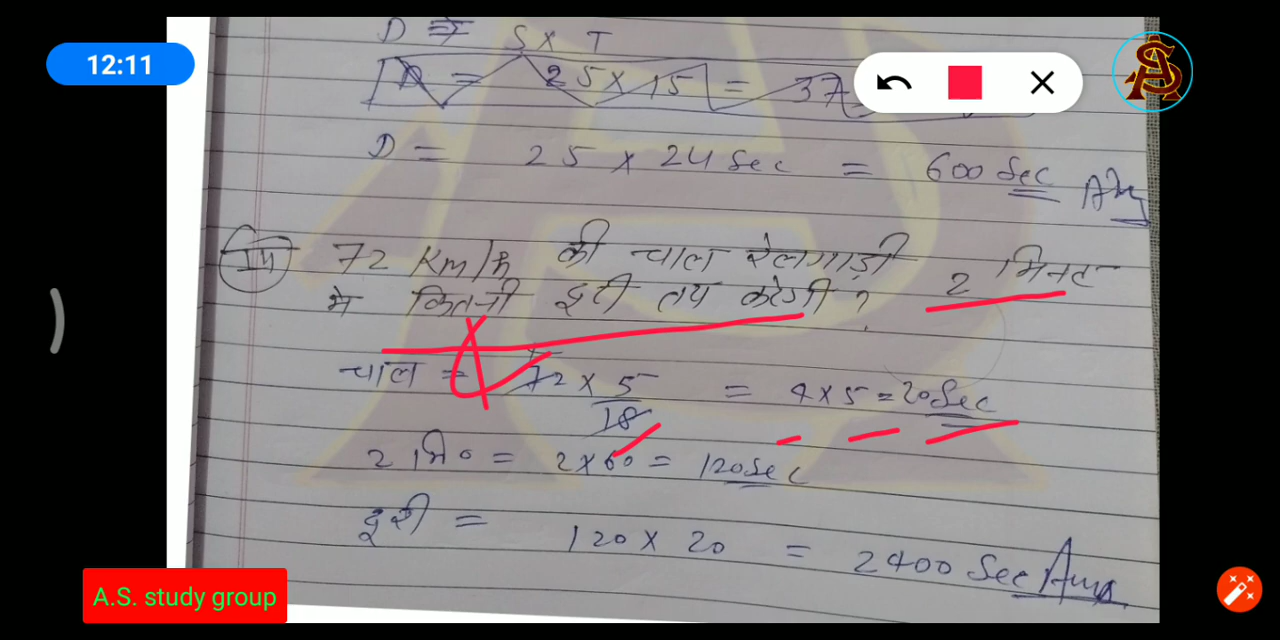 12:11
D ⇒ S × T
D = 25 × 15 = 37
D = 25 × 24 Sec = 600 Sec Ans
14 72 Km/h की चाल रेलगाड़ी 2 मिनट
मे कितनी दूरी तय करेगी ?
चाल = 72 × 5/18 = 4 × 5 = 20 Sec
2 मि० = 2×60 = 120 Sec
दूरी = 120 × 20 = 2400 Sec Ans
A.S. study group